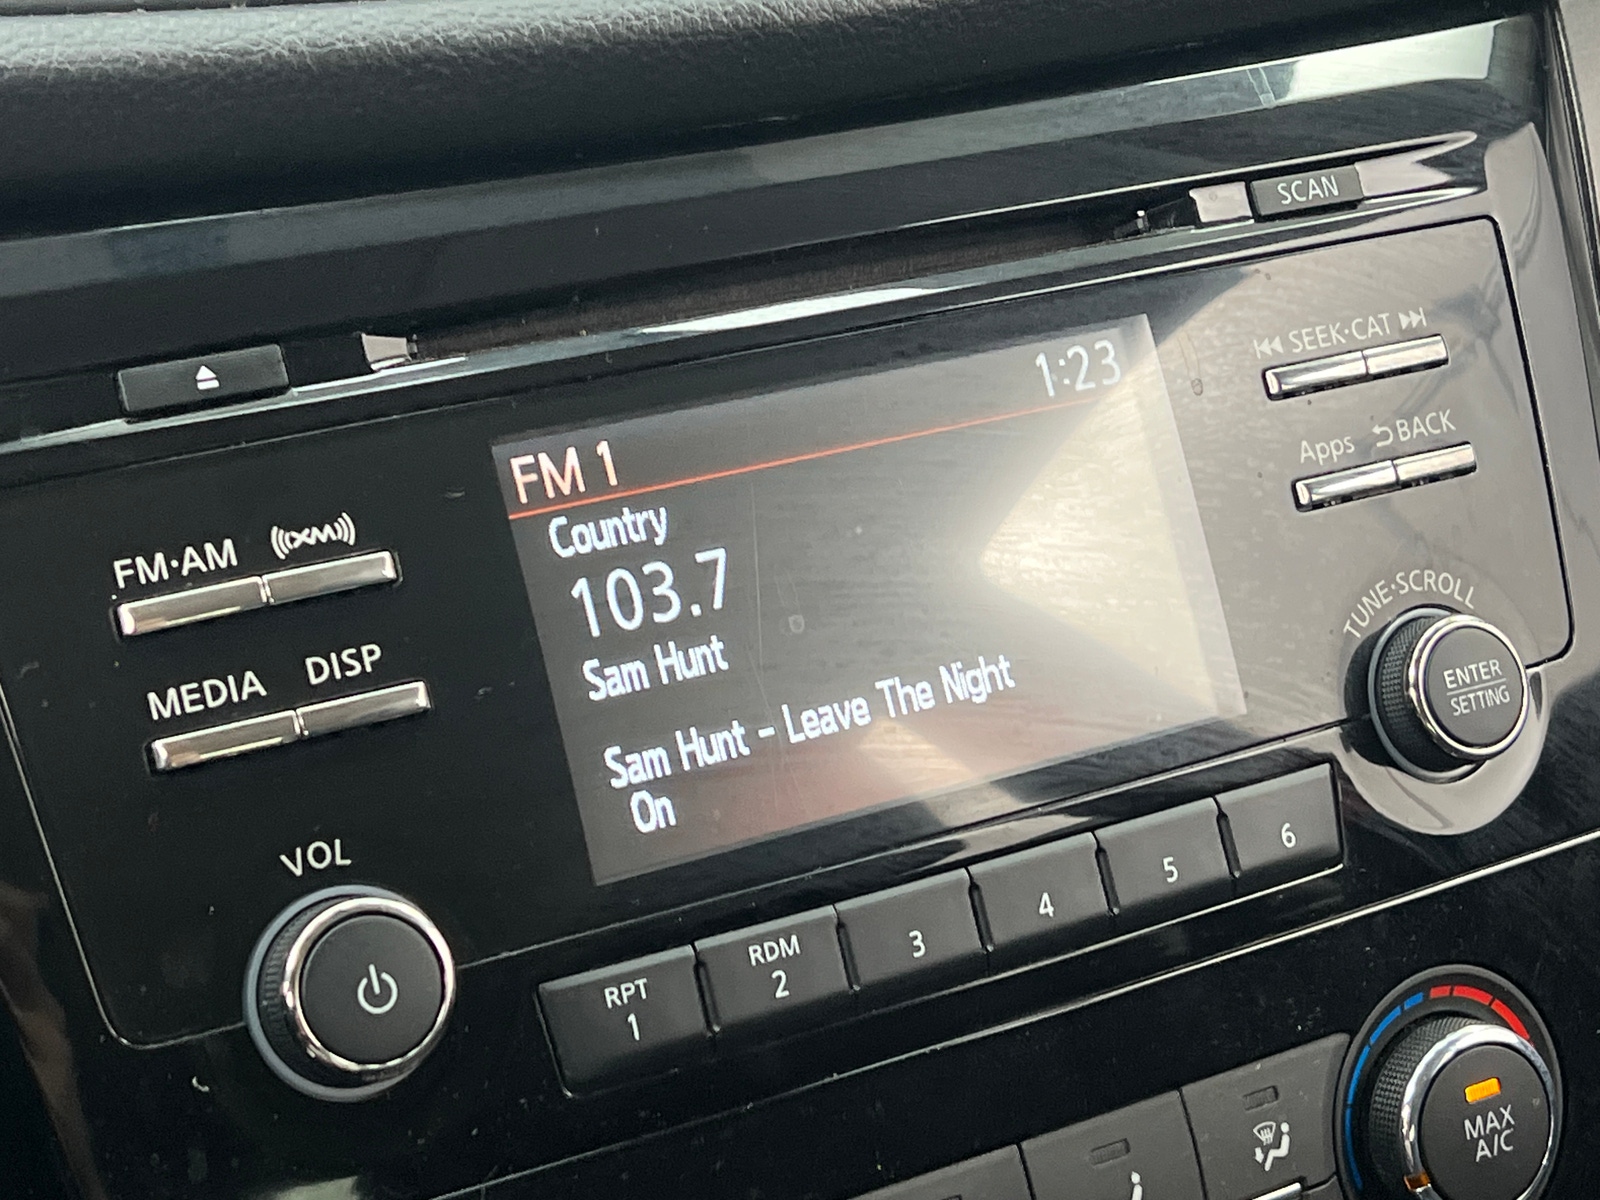 SCAN
SEEK·CAT
Apps BACK
TUNE·SCROLL
ENTER
SETTING
1:23
FM 1
Country
103.7
Sam Hunt
Sam Hunt - Leave The Night
On
FM·AM ((XM))
MEDIA DISP
VOL
RPT
1
RDM
2
3
4
5
6
MAX
A/C